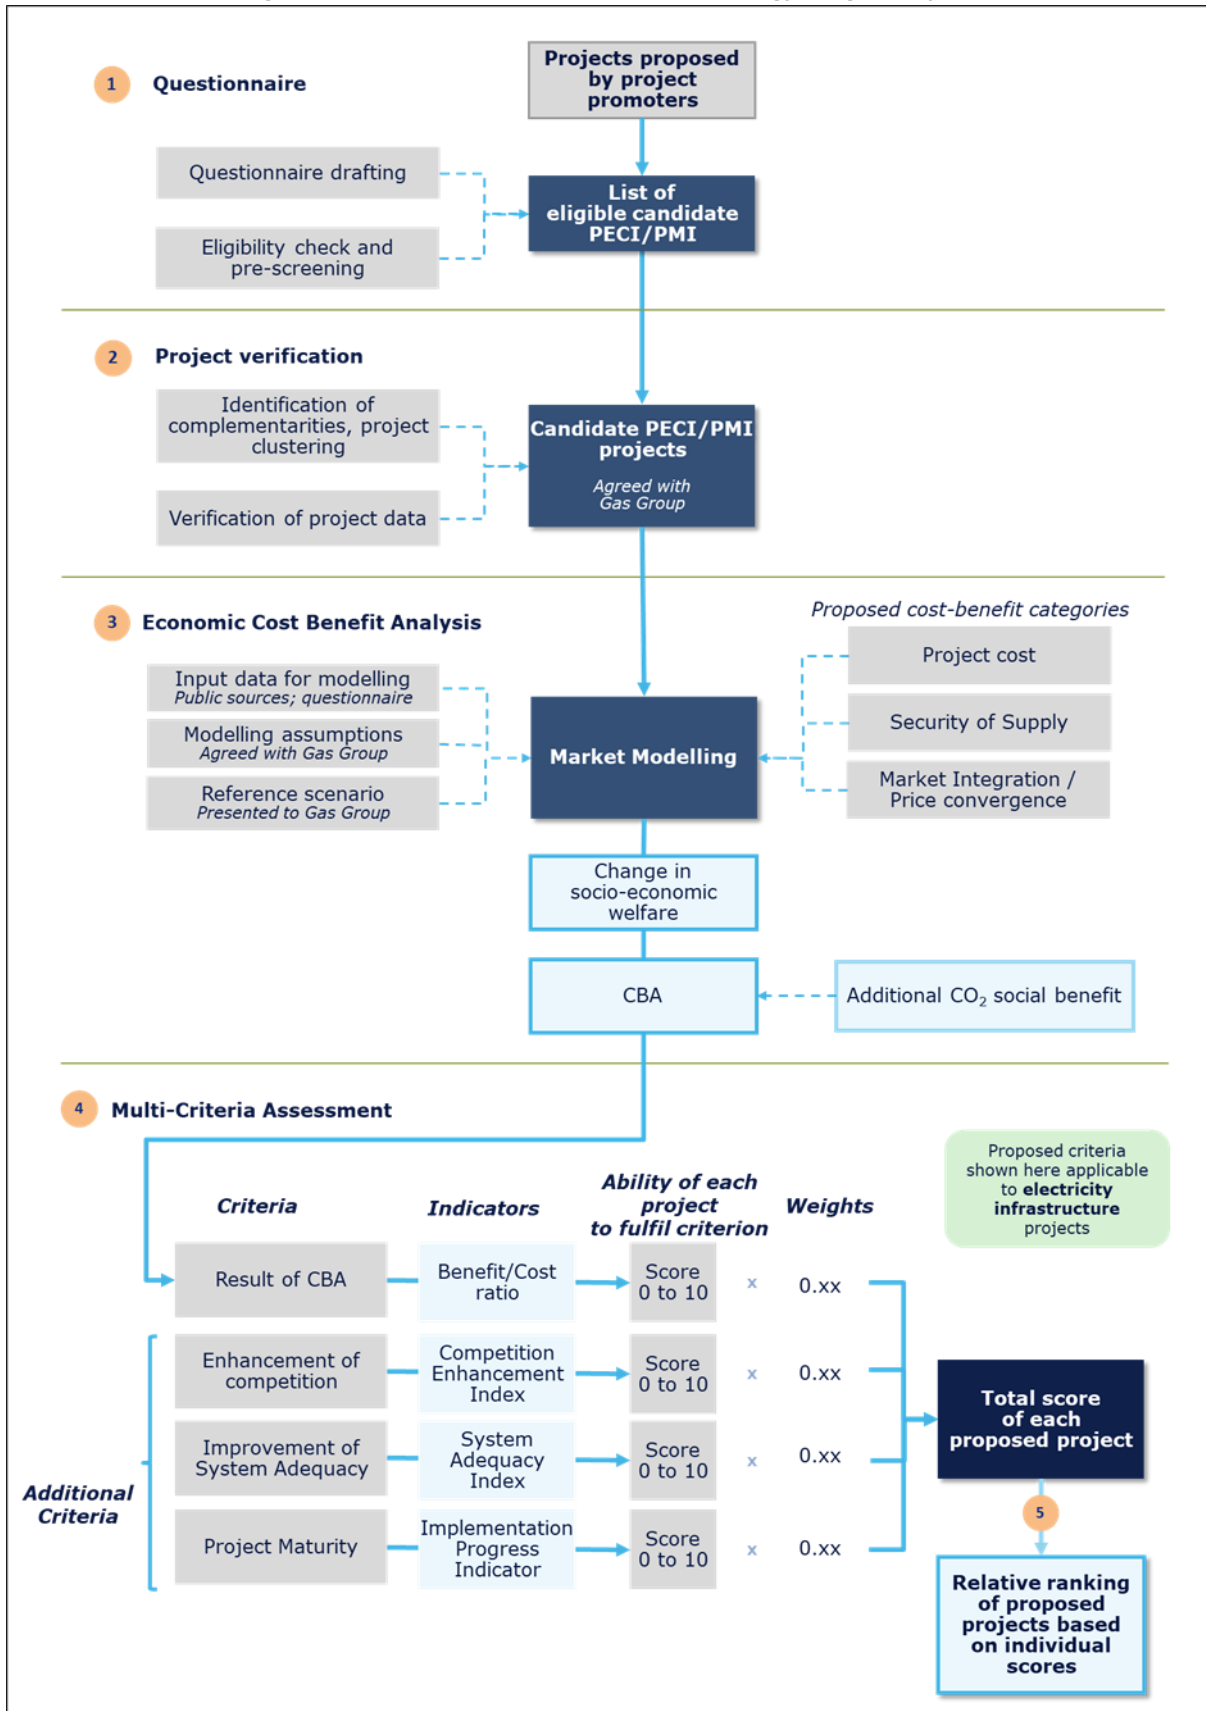 Projects proposed
by project
promoters
1
Questionnaire
Questionnaire drafting
Eligibility check and
pre-screening
List of
eligible candidate
PECI/PMI
2
Project verification
Identification of
complementarities, project
clustering
Verification of project data
Candidate PECI/PMI
projects
Agreed with
Gas Group
3
Economic Cost Benefit Analysis
Input data for modelling
Public sources; questionnaire
Modelling assumptions
Agreed with Gas Group
Reference scenario
Presented to Gas Group
Market Modelling
Proposed cost-benefit categories
Project cost
Security of Supply
Market Integration /
Price convergence
Change in
socio-economic
welfare
CBA
Additional CO₂ social benefit
4
Multi-Criteria Assessment
Proposed criteria
shown here applicable
to electricity
infrastructure
projects
Criteria
Indicators
Ability of each
project
to fulfil criterion
Weights
Result of CBA
Benefit/Cost
ratio
Score
0 to 10
x
0.xx
Enhancement of
competition
Competition
Enhancement
Index
Score
0 to 10
x
0.xx
Improvement of
System Adequacy
System
Adequacy
Index
Score
0 to 10
x
0.xx
Additional
Criteria
Project Maturity
Implementation
Progress
Indicator
Score
0 to 10
x
0.xx
Total score
of each
proposed project
5
Relative ranking
of proposed
projects based
on individual
scores